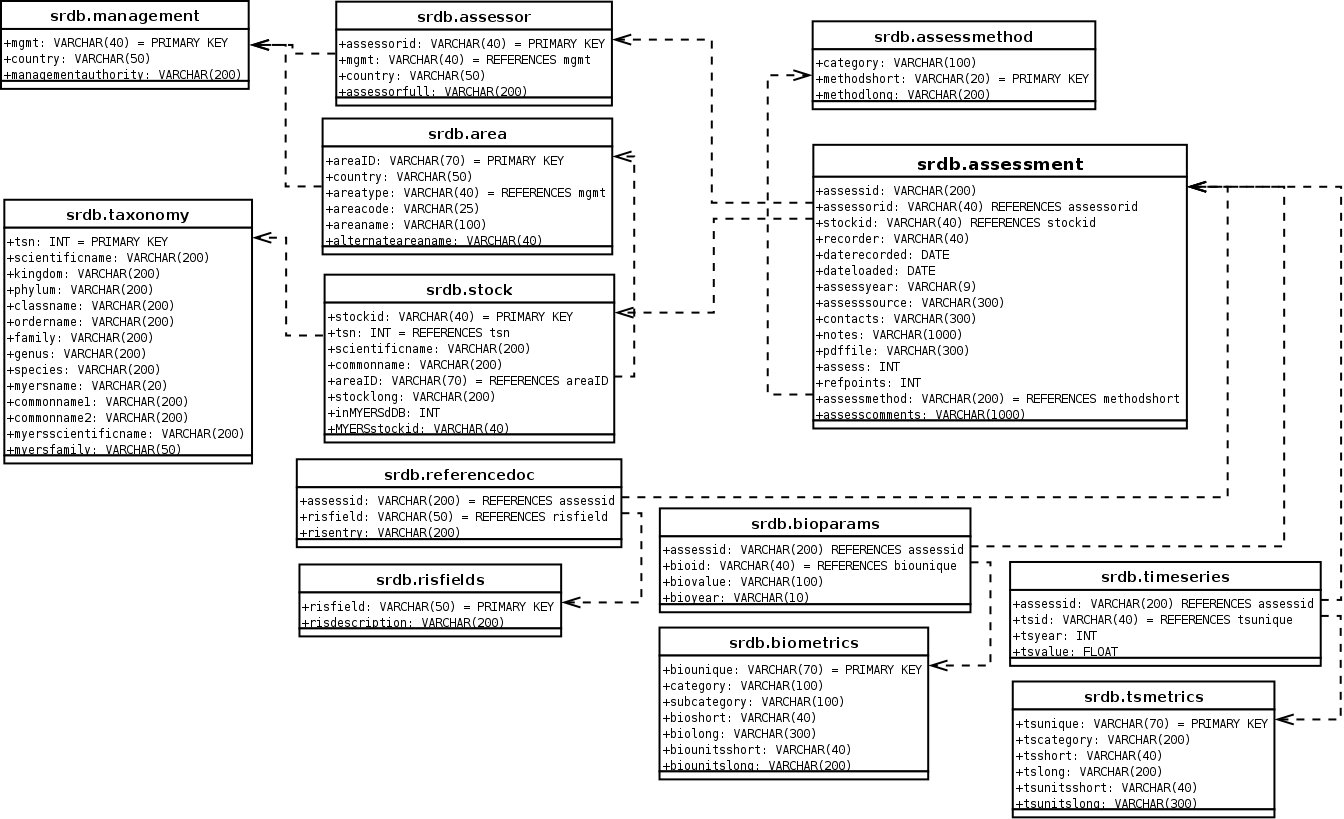 srdb.management
+mgmt: VARCHAR(40) = PRIMARY KEY
+country: VARCHAR(50)
+managementauthority: VARCHAR(200)
srdb.assessor
+assessorid: VARCHAR(40) = PRIMARY KEY
+mgmt: VARCHAR(40) = REFERENCES mgmt
+country: VARCHAR(50)
+assessorfull: VARCHAR(200)
srdb.assessmethod
+category: VARCHAR(100)
+methodshort: VARCHAR(20) = PRIMARY KEY
+methodlong: VARCHAR(200)
srdb.area
+areaID: VARCHAR(70) = PRIMARY KEY
+country: VARCHAR(50)
+areatype: VARCHAR(40) = REFERENCES mgmt
+areacode: VARCHAR(25)
+areaname: VARCHAR(100)
+alternateareaname: VARCHAR(40)
srdb.assessment
+assessid: VARCHAR(200)
+assessorid: VARCHAR(40) REFERENCES assessorid
+stockid: VARCHAR(40) REFERENCES stockid
+recorder: VARCHAR(40)
+daterecorded: DATE
+dateloaded: DATE
+assessyear: VARCHAR(9)
+assesssource: VARCHAR(300)
+contacts: VARCHAR(300)
+notes: VARCHAR(1000)
+pdffile: VARCHAR(300)
+assess: INT
+refpoints: INT
+assessmethod: VARCHAR(200) = REFERENCES methodshort
+assesscomments: VARCHAR(1000)
srdb.taxonomy
+tsn: INT = PRIMARY KEY
+scientificname: VARCHAR(200)
+kingdom: VARCHAR(200)
+phylum: VARCHAR(200)
+classname: VARCHAR(200)
+ordername: VARCHAR(200)
+family: VARCHAR(200)
+genus: VARCHAR(200)
+species: VARCHAR(200)
+myersname: VARCHAR(20)
+commonname1: VARCHAR(200)
+commonname2: VARCHAR(200)
+myersscientificname: VARCHAR(200)
+myersfamily: VARCHAR(50)
srdb.stock
+stockid: VARCHAR(40) = PRIMARY KEY
+tsn: INT = REFERENCES tsn
+scientificname: VARCHAR(200)
+commonname: VARCHAR(200)
+areaID: VARCHAR(70) = REFERENCES areaID
+stocklong: VARCHAR(200)
+inMYERSdDB: INT
+MYERSstockid: VARCHAR(40)
srdb.referencedoc
+assessid: VARCHAR(200) = REFERENCES assessid
+risfield: VARCHAR(50) = REFERENCES risfield
+risentry: VARCHAR(200)
srdb.risfields
+risfield: VARCHAR(50) = PRIMARY KEY
+risdescription: VARCHAR(200)
srdb.bioparams
+assessid: VARCHAR(200) REFERENCES assessid
+bioid: VARCHAR(40) = REFERENCES biounique
+biovalue: VARCHAR(100)
+bioyear: VARCHAR(10)
srdb.biometrics
+biounique: VARCHAR(70) = PRIMARY KEY
+category: VARCHAR(100)
+subcategory: VARCHAR(100)
+bioshort: VARCHAR(40)
+biolong: VARCHAR(300)
+biounitsshort: VARCHAR(40)
+biounitslong: VARCHAR(200)
srdb.timeseries
+assessid: VARCHAR(200) REFERENCES assessid
+tsid: VARCHAR(40) = REFERENCES tsunique
+tsyear: INT
+tsvalue: FLOAT
srdb.tsmetrics
+tsunique: VARCHAR(70) = PRIMARY KEY
+tscategory: VARCHAR(200)
+tsshort: VARCHAR(40)
+tslong: VARCHAR(200)
+tsunitsshort: VARCHAR(40)
+tsunitslong: VARCHAR(300)